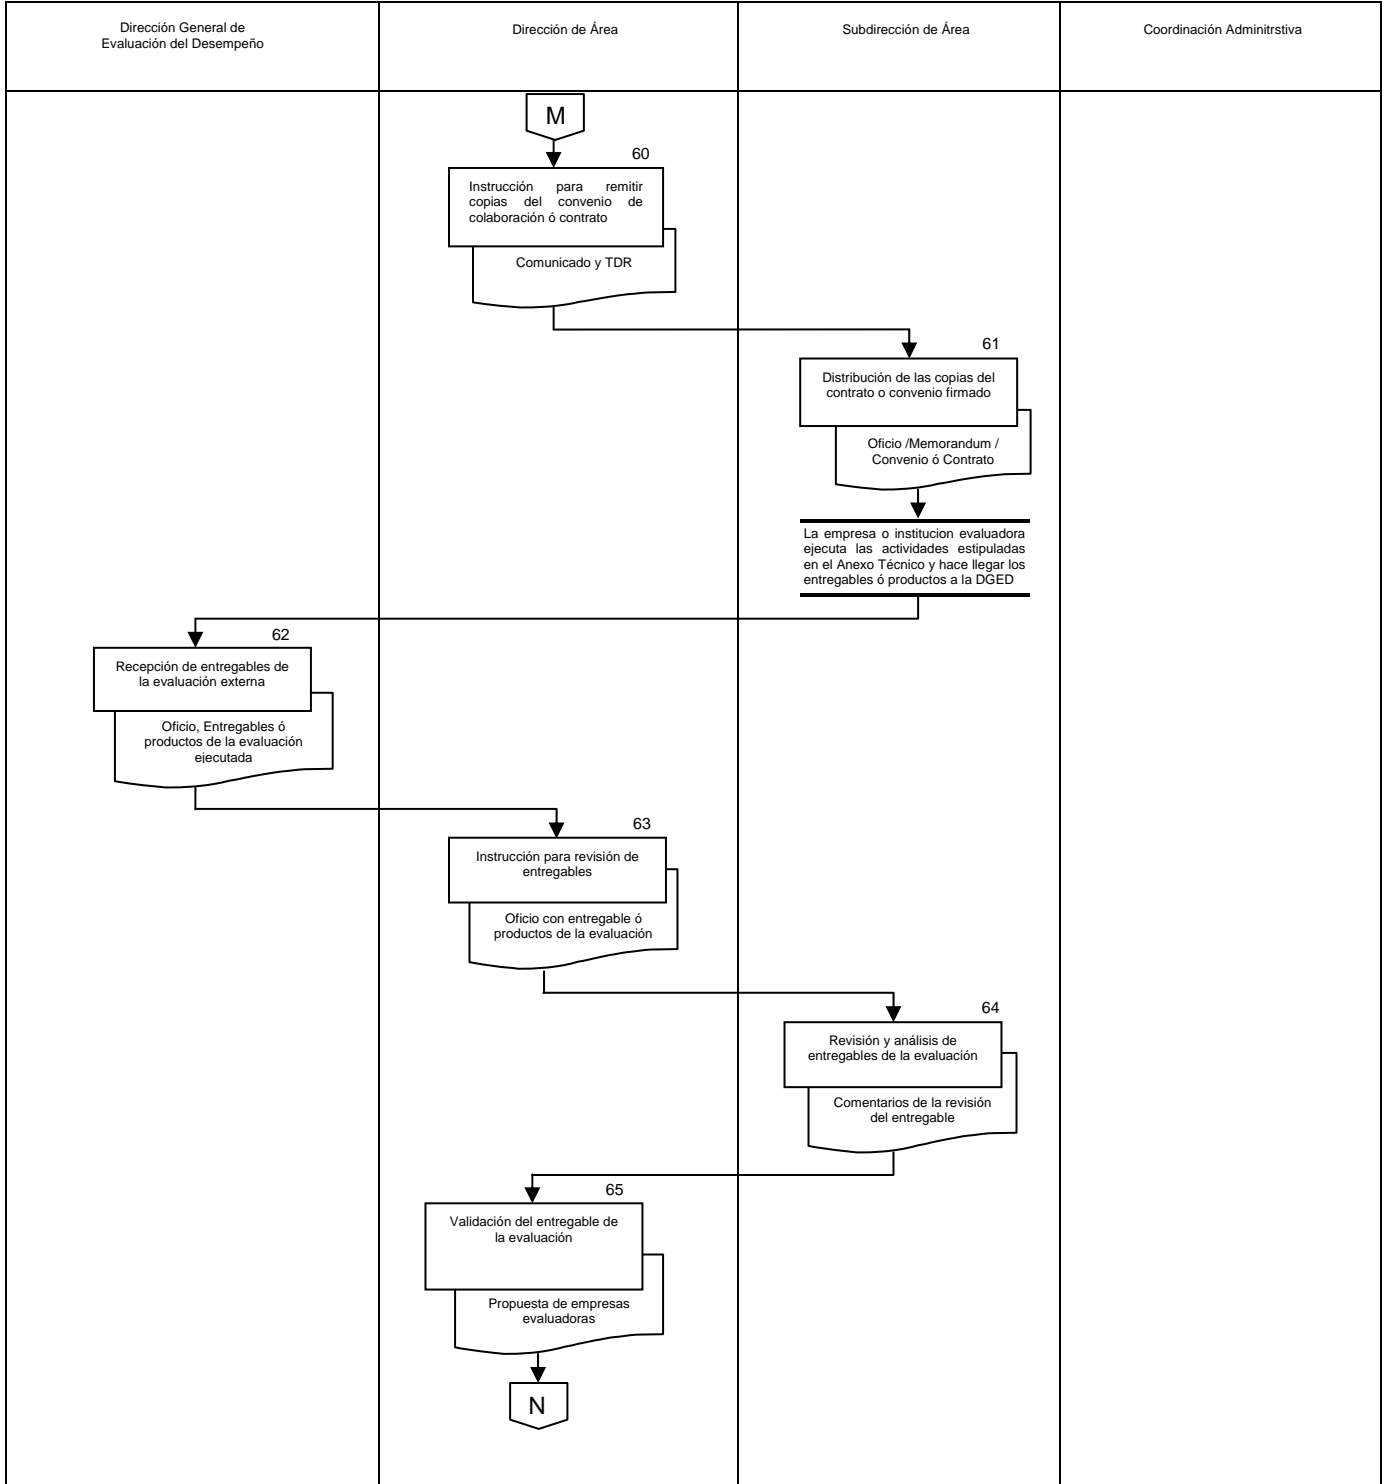 Dirección General de
Evaluación del Desempeño
Dirección de Área
Subdirección de Área
Coordinación Adminitrstiva
M
60
Instrucción para remitir
copias del convenio de
colaboración ó contrato
Comunicado y TDR
61
Distribución de las copias del
contrato o convenio firmado
Oficio /Memorandum /
Convenio ó Contrato
La empresa o institucion evaluadora
ejecuta las actividades estipuladas
en el Anexo Técnico y hace llegar los
entregables ó productos a la DGED
62
Recepción de entregables de
la evaluación externa
Oficio, Entregables ó
productos de la evaluación
ejecutada
63
Instrucción para revisión de
entregables
Oficio con entregable ó
productos de la evaluación
64
Revisión y análisis de
entregables de la evaluación
Comentarios de la revisión
del entregable
65
Validación del entregable de
la evaluación
Propuesta de empresas
evaluadoras
N